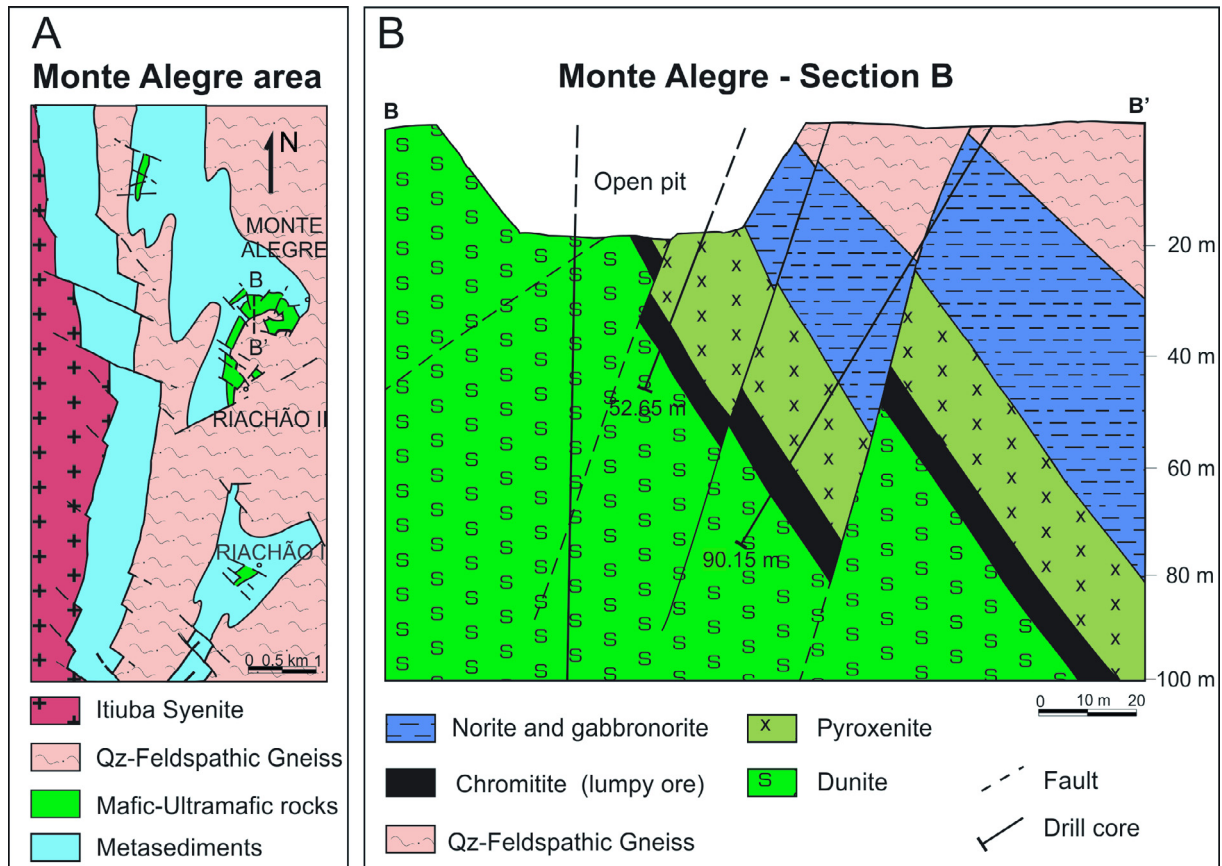 A
Monte Alegre area
N
MONTE
ALEGRE
B
B'
RIACHÃO II
RIACHÃO I
0 0.5 km 1
Itiuba Syenite
Qz-Feldspathic Gneiss
Mafic-Ultramafic rocks
Metasediments
B
Monte Alegre - Section B
B
B'
Open pit
20 m
40 m
52.65 m
60 m
90.15 m
80 m
100 m
0 10 m 20
Norite and gabbronorite
Pyroxenite
Chromitite (lumpy ore)
Dunite
Fault
Qz-Feldspathic Gneiss
Drill core